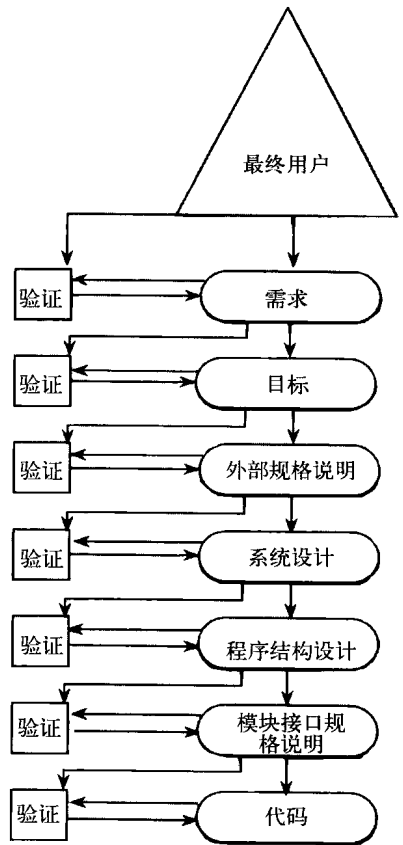 最终用户
验证
需求
验证
目标
验证
外部规格说明
验证
系统设计
验证
程序结构设计
验证
模块接口规
格说明
验证
代码